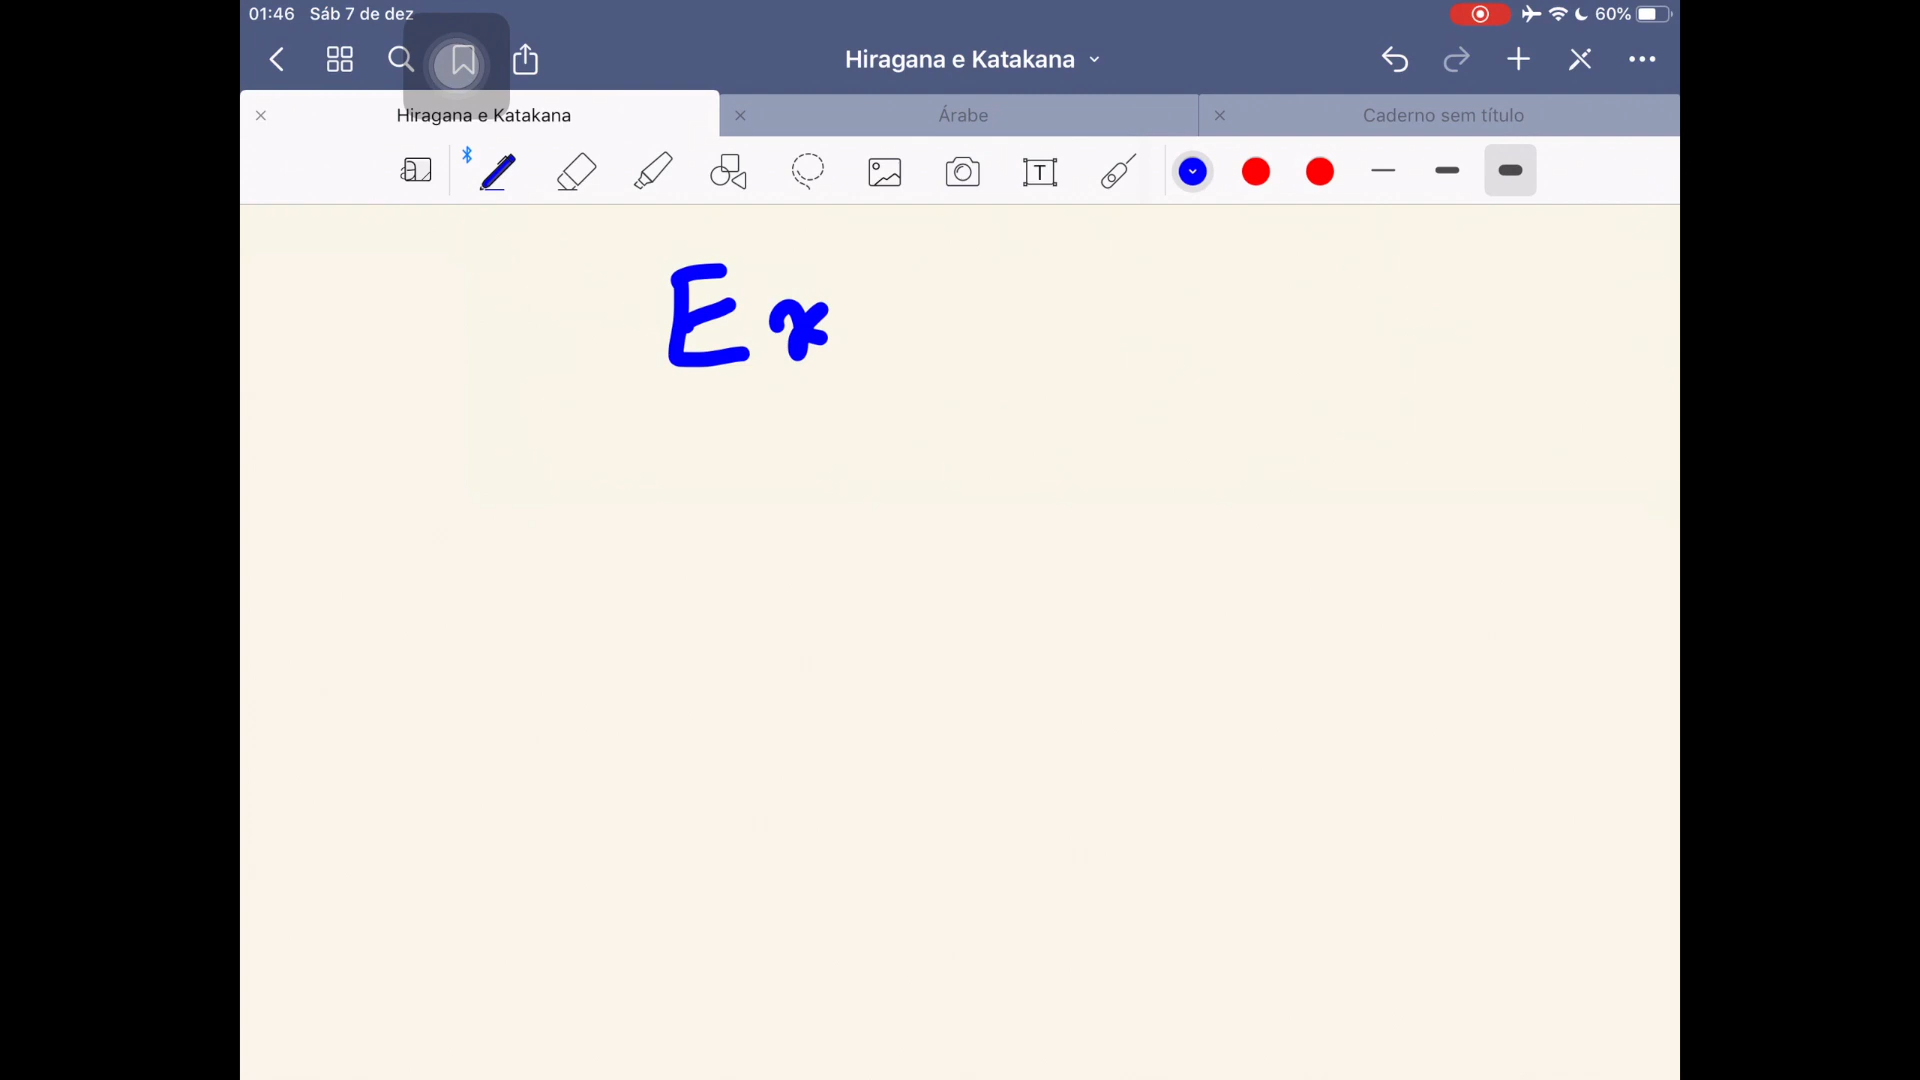 01:46 Sáb 7 de dez 60%
Hiragana e Katakana
Hiragana e Katakana Árabe Caderno sem título
Ex